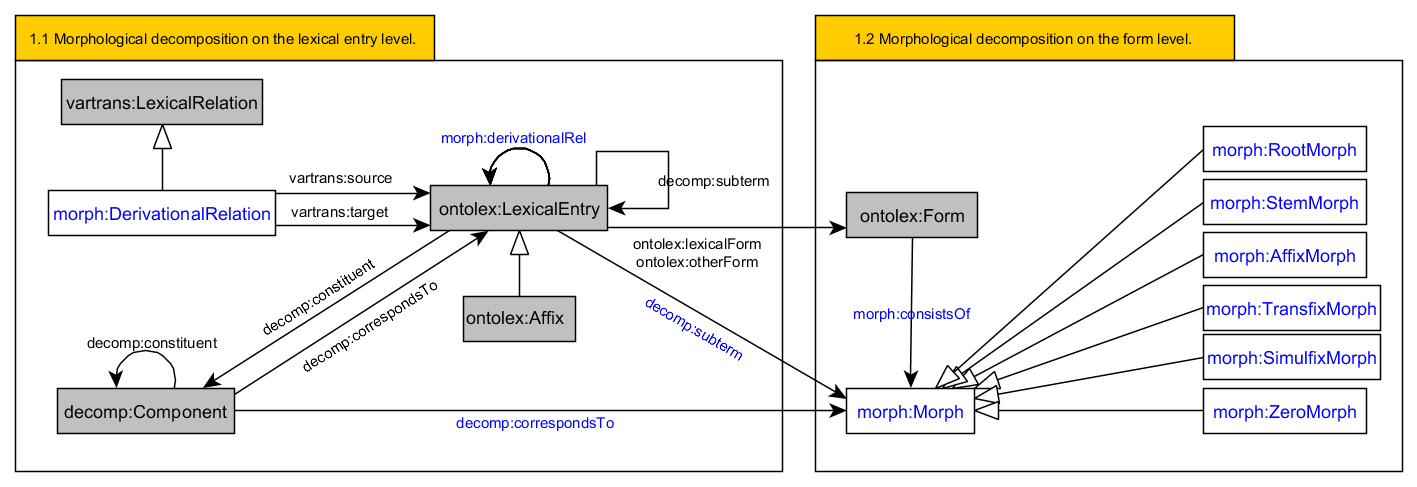 1.1 Morphological decomposition on the lexical entry level.
vartrans:LexicalRelation
morph:derivationalRel
vartrans:source
decomp:subterm
morph:DerivationalRelation
vartrans:target
ontolex:LexicalEntry
ontolex:lexicalForm
ontolex:otherForm
decomp:constituent
decomp:correspondsTo
ontolex:Affix
decomp:subterm
decomp:constituent
decomp:Component
decomp:correspondsTo
1.2 Morphological decomposition on the form level.
ontolex:Form
morph:consistsOf
morph:Morph
morph:RootMorph
morph:StemMorph
morph:AffixMorph
morph:TransfixMorph
morph:SimulfixMorph
morph:ZeroMorph